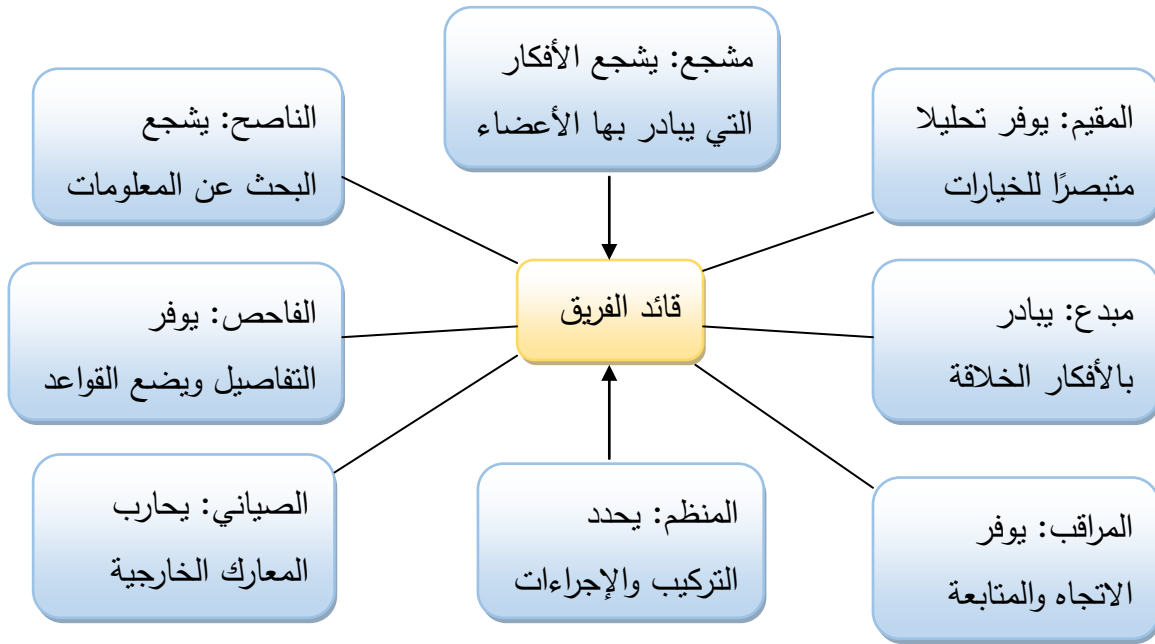 مشجع: يشجع الأفكار
التي يبادر بها الأعضاء
المقيم: يوفر تحليلا
متبصرًا للخيارات
الناصح: يشجع
البحث عن المعلومات
قائد الفريق
مبدع: يبادر
بالأفكار الخلاقة
الفاحص: يوفر
التفاصيل ويضع القواعد
المراقب: يوفر
الاتجاه والمتابعة
المنظم: يحدد
التركيب والإجراءات
الصياني: يحارب
المعارك الخارجية